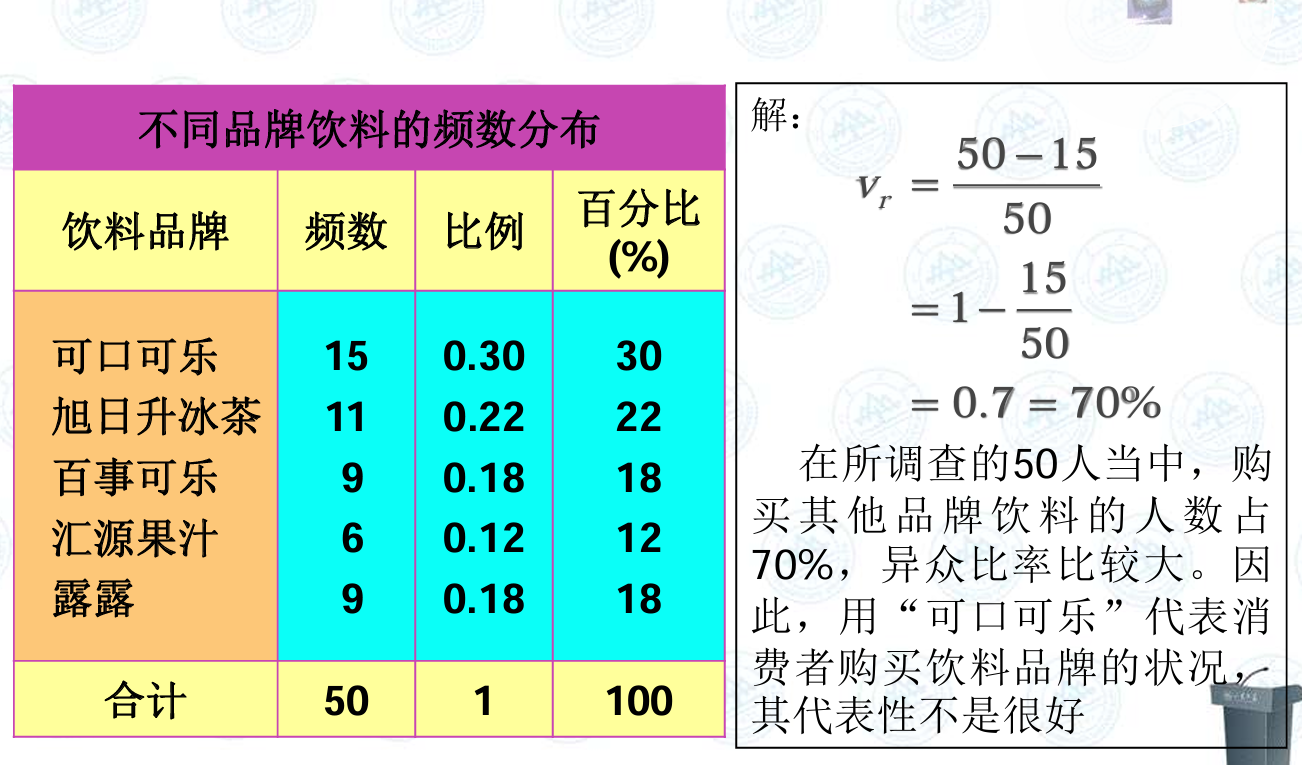 不同品牌饮料的频数分布
饮料品牌 频数 比例 百分比(%)
可口可乐 15 0.30 30
旭日升冰茶 11 0.22 22
百事可乐 9 0.18 18
汇源果汁 6 0.12 12
露露 9 0.18 18
合计 50 1 100
解：
v_r = (50 − 15) / 50
= 1 − 15 / 50
= 0.7 = 70%
在所调查的50人当中，购
买其他品牌饮料的人数占
70%，异众比率比较大。因
此，用“可口可乐”代表消
费者购买饮料品牌的状况，
其代表性不是很好